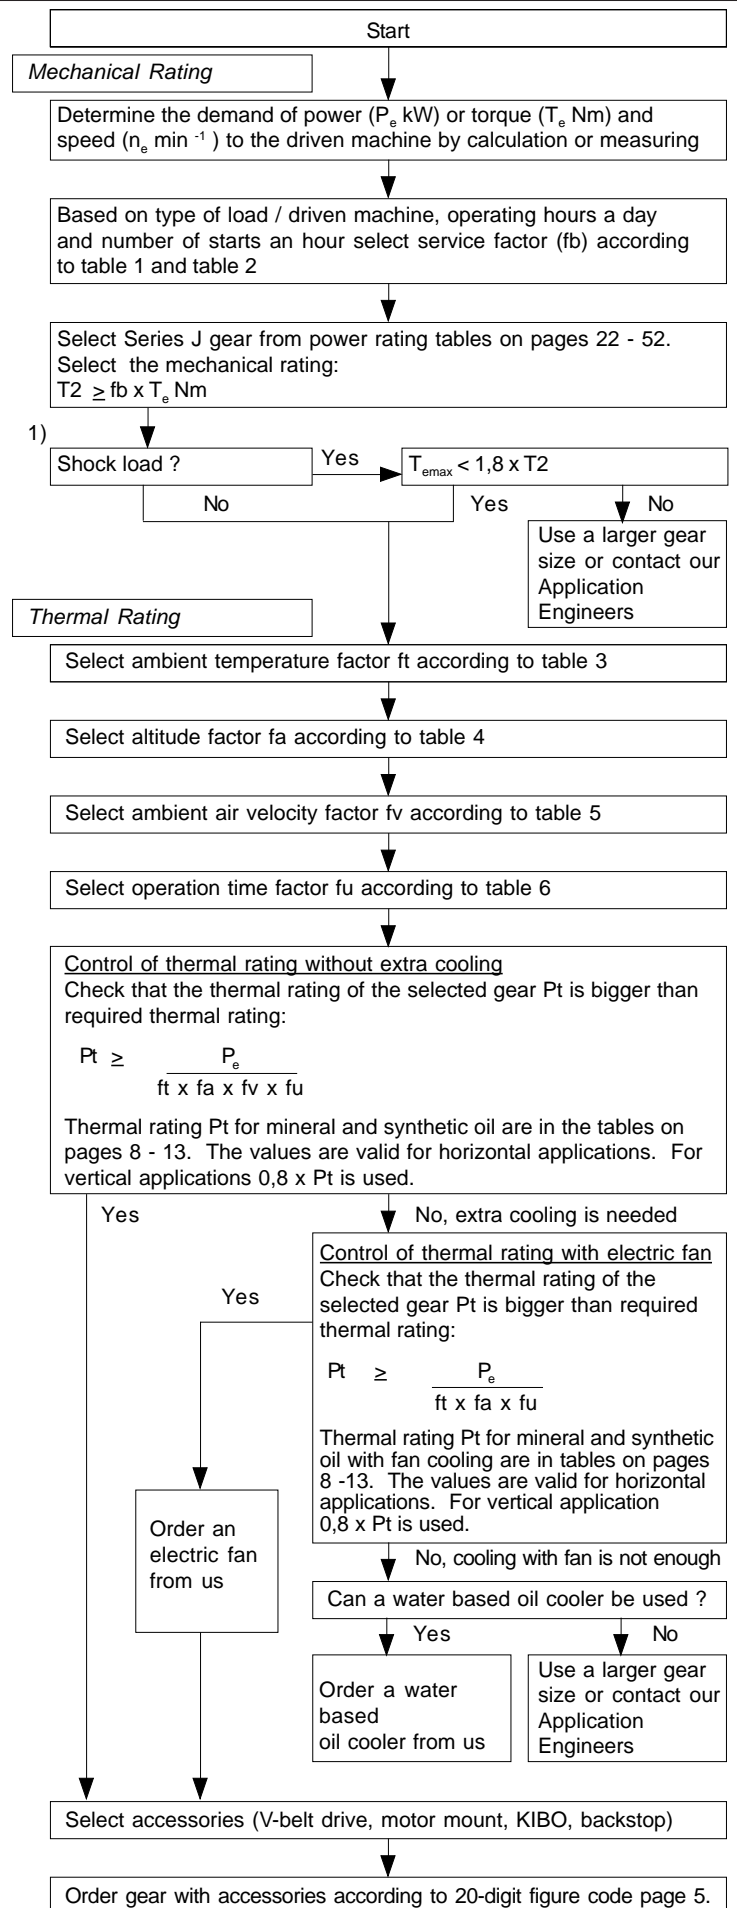 Start
Mechanical Rating
Determine the demand of power (Pe kW) or torque (Te Nm) and
speed (ne min -1 ) to the driven machine by calculation or measuring
Based on type of load / driven machine, operating hours a day
and number of starts an hour select service factor (fb) according
to table 1 and table 2
Select Series J gear from power rating tables on pages 22 - 52.
Select the mechanical rating:
T2 ≥ fb x Te Nm
1)
Shock load ?
Yes
Temax < 1,8 x T2
No
Yes
No
Use a larger gear
size or contact our
Application
Engineers
Thermal Rating
Select ambient temperature factor ft according to table 3
Select altitude factor fa according to table 4
Select ambient air velocity factor fv according to table 5
Select operation time factor fu according to table 6
Control of thermal rating without extra cooling
Check that the thermal rating of the selected gear Pt is bigger than
required thermal rating:
Pt ≥ Pe
ft x fa x fv x fu
Thermal rating Pt for mineral and synthetic oil are in the tables on
pages 8 - 13. The values are valid for horizontal applications. For
vertical applications 0,8 x Pt is used.
Yes
No, extra cooling is needed
Control of thermal rating with electric fan
Check that the thermal rating of the
selected gear Pt is bigger than required
thermal rating:
Yes
Pt ≥ Pe
ft x fa x fu
Thermal rating Pt for mineral and synthetic
oil with fan cooling are in tables on pages
8 -13. The values are valid for horizontal
applications. For vertical application
0,8 x Pt is used.
Order an
electric fan
from us
No, cooling with fan is not enough
Can a water based oil cooler be used ?
Yes
No
Order a water
based
oil cooler from us
Use a larger gear
size or contact our
Application
Engineers
Select accessories (V-belt drive, motor mount, KIBO, backstop)
Order gear with accessories according to 20-digit figure code page 5.